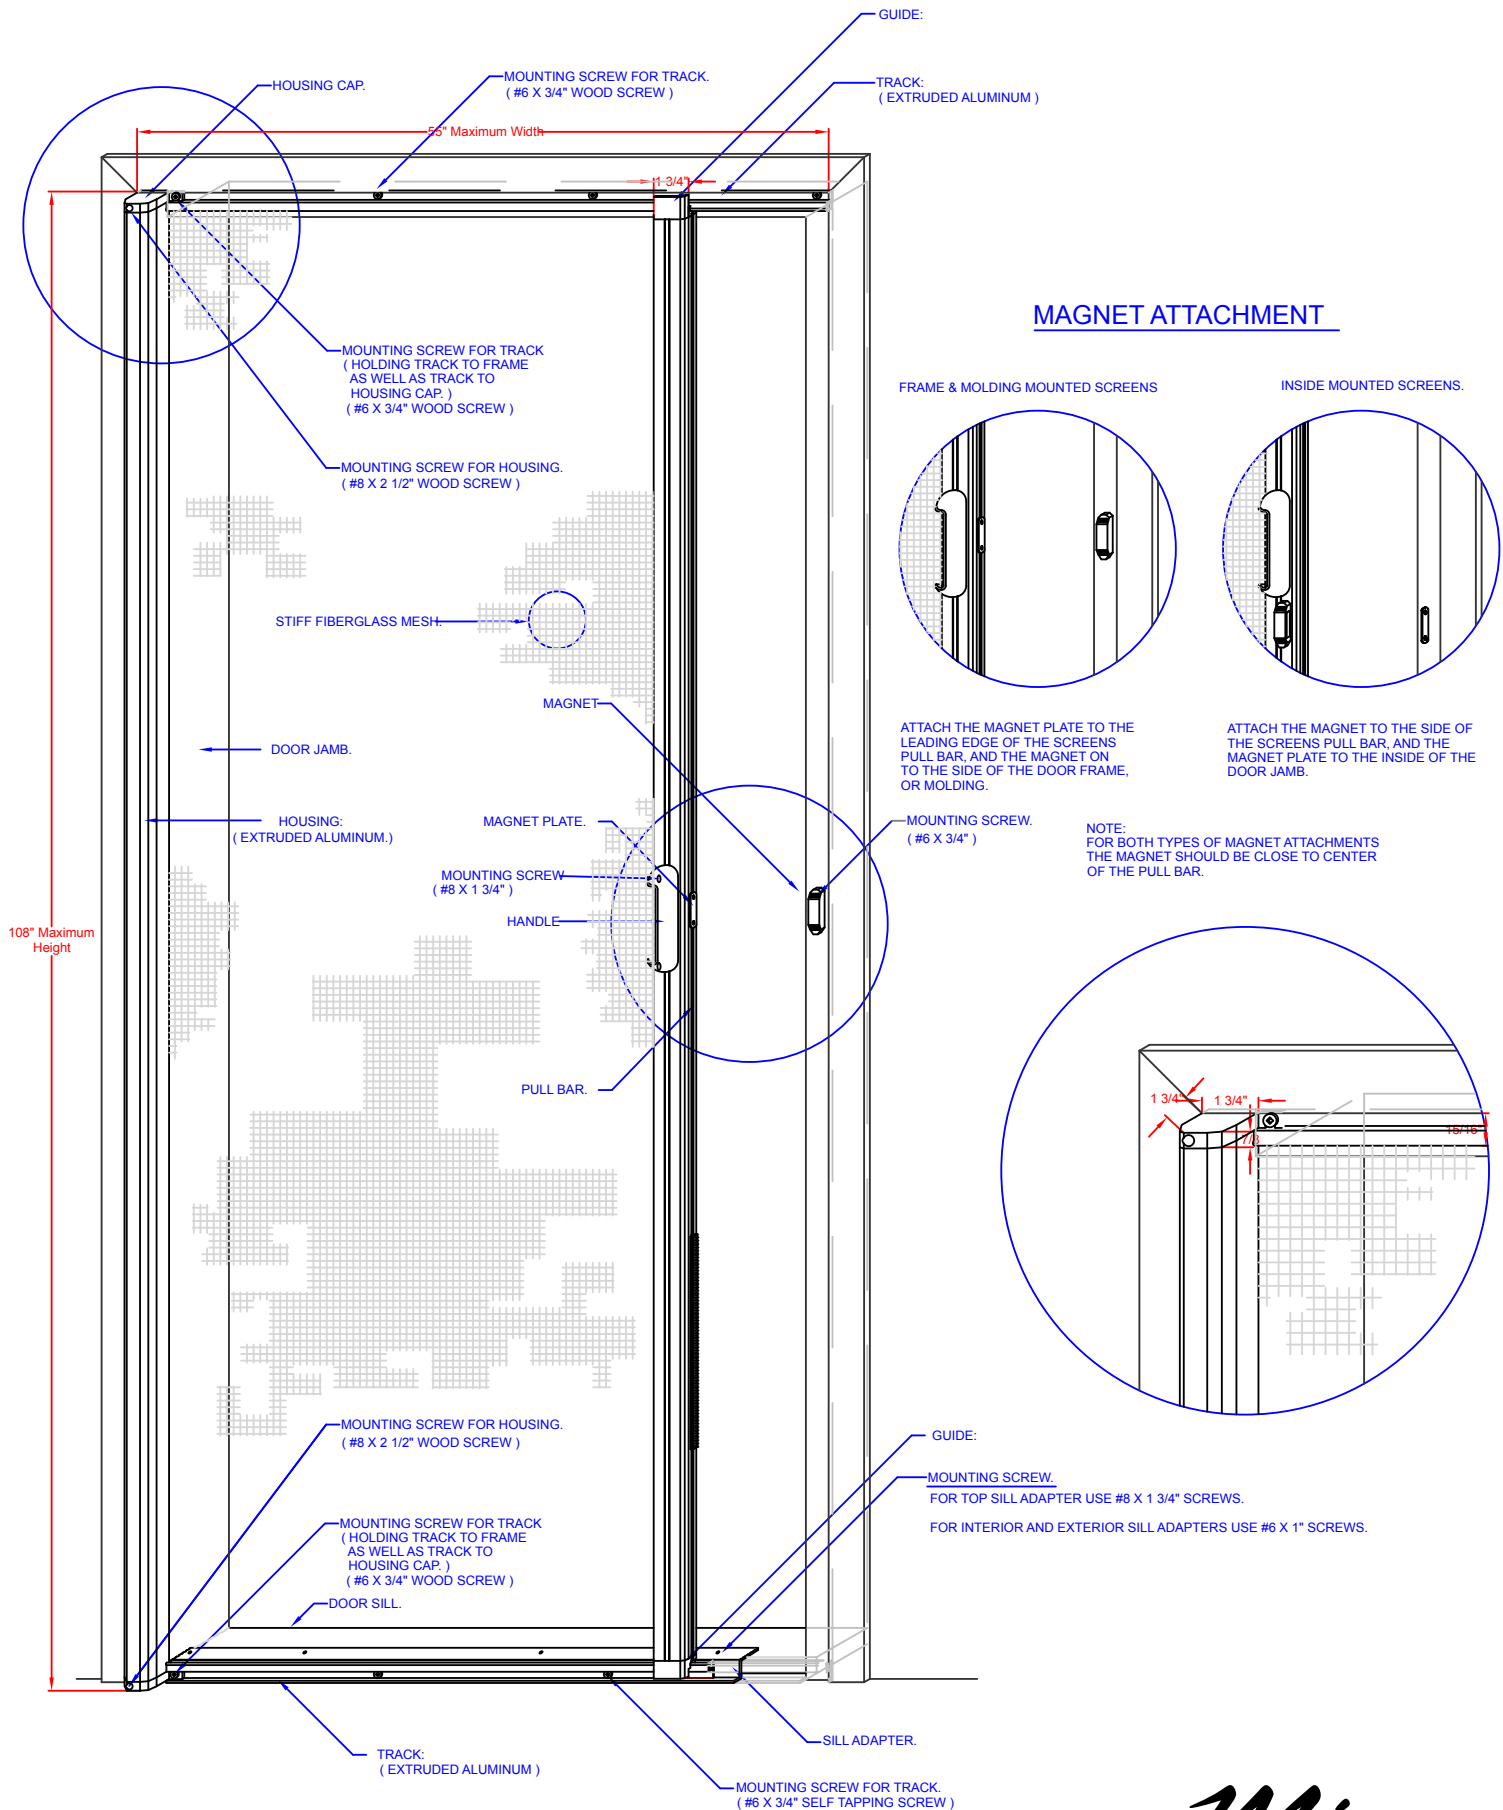 GUIDE:
HOUSING CAP.
MOUNTING SCREW FOR TRACK.
( #6 X 3/4" WOOD SCREW )
TRACK:
( EXTRUDED ALUMINUM )
55" Maximum Width
1 3/4"
MOUNTING SCREW FOR TRACK
( HOLDING TRACK TO FRAME
AS WELL AS TRACK TO
HOUSING CAP. )
( #6 X 3/4" WOOD SCREW )
MOUNTING SCREW FOR HOUSING.
( #8 X 2 1/2" WOOD SCREW )
STIFF FIBERGLASS MESH.
MAGNET
DOOR JAMB.
HOUSING:
( EXTRUDED ALUMINUM.)
MAGNET PLATE.
MOUNTING SCREW
( #8 X 1 3/4" )
HANDLE
MOUNTING SCREW.
( #6 X 3/4" )
108" Maximum
Height
PULL BAR.
MAGNET ATTACHMENT
FRAME & MOLDING MOUNTED SCREENS
INSIDE MOUNTED SCREENS.
ATTACH THE MAGNET PLATE TO THE
LEADING EDGE OF THE SCREENS
PULL BAR, AND THE MAGNET ON
TO THE SIDE OF THE DOOR FRAME,
OR MOLDING.
ATTACH THE MAGNET TO THE SIDE OF
THE SCREENS PULL BAR, AND THE
MAGNET PLATE TO THE INSIDE OF THE
DOOR JAMB.
NOTE:
FOR BOTH TYPES OF MAGNET ATTACHMENTS
THE MAGNET SHOULD BE CLOSE TO CENTER
OF THE PULL BAR.
1 3/4"
1 3/4"
7/8
15/16"
MOUNTING SCREW FOR HOUSING.
( #8 X 2 1/2" WOOD SCREW )
GUIDE:
MOUNTING SCREW.
FOR TOP SILL ADAPTER USE #8 X 1 3/4" SCREWS.
FOR INTERIOR AND EXTERIOR SILL ADAPTERS USE #6 X 1" SCREWS.
MOUNTING SCREW FOR TRACK
( HOLDING TRACK TO FRAME
AS WELL AS TRACK TO
HOUSING CAP. )
( #6 X 3/4" WOOD SCREW )
DOOR SILL.
SILL ADAPTER.
TRACK:
( EXTRUDED ALUMINUM )
MOUNTING SCREW FOR TRACK.
( #6 X 3/4" SELF TAPPING SCREW )